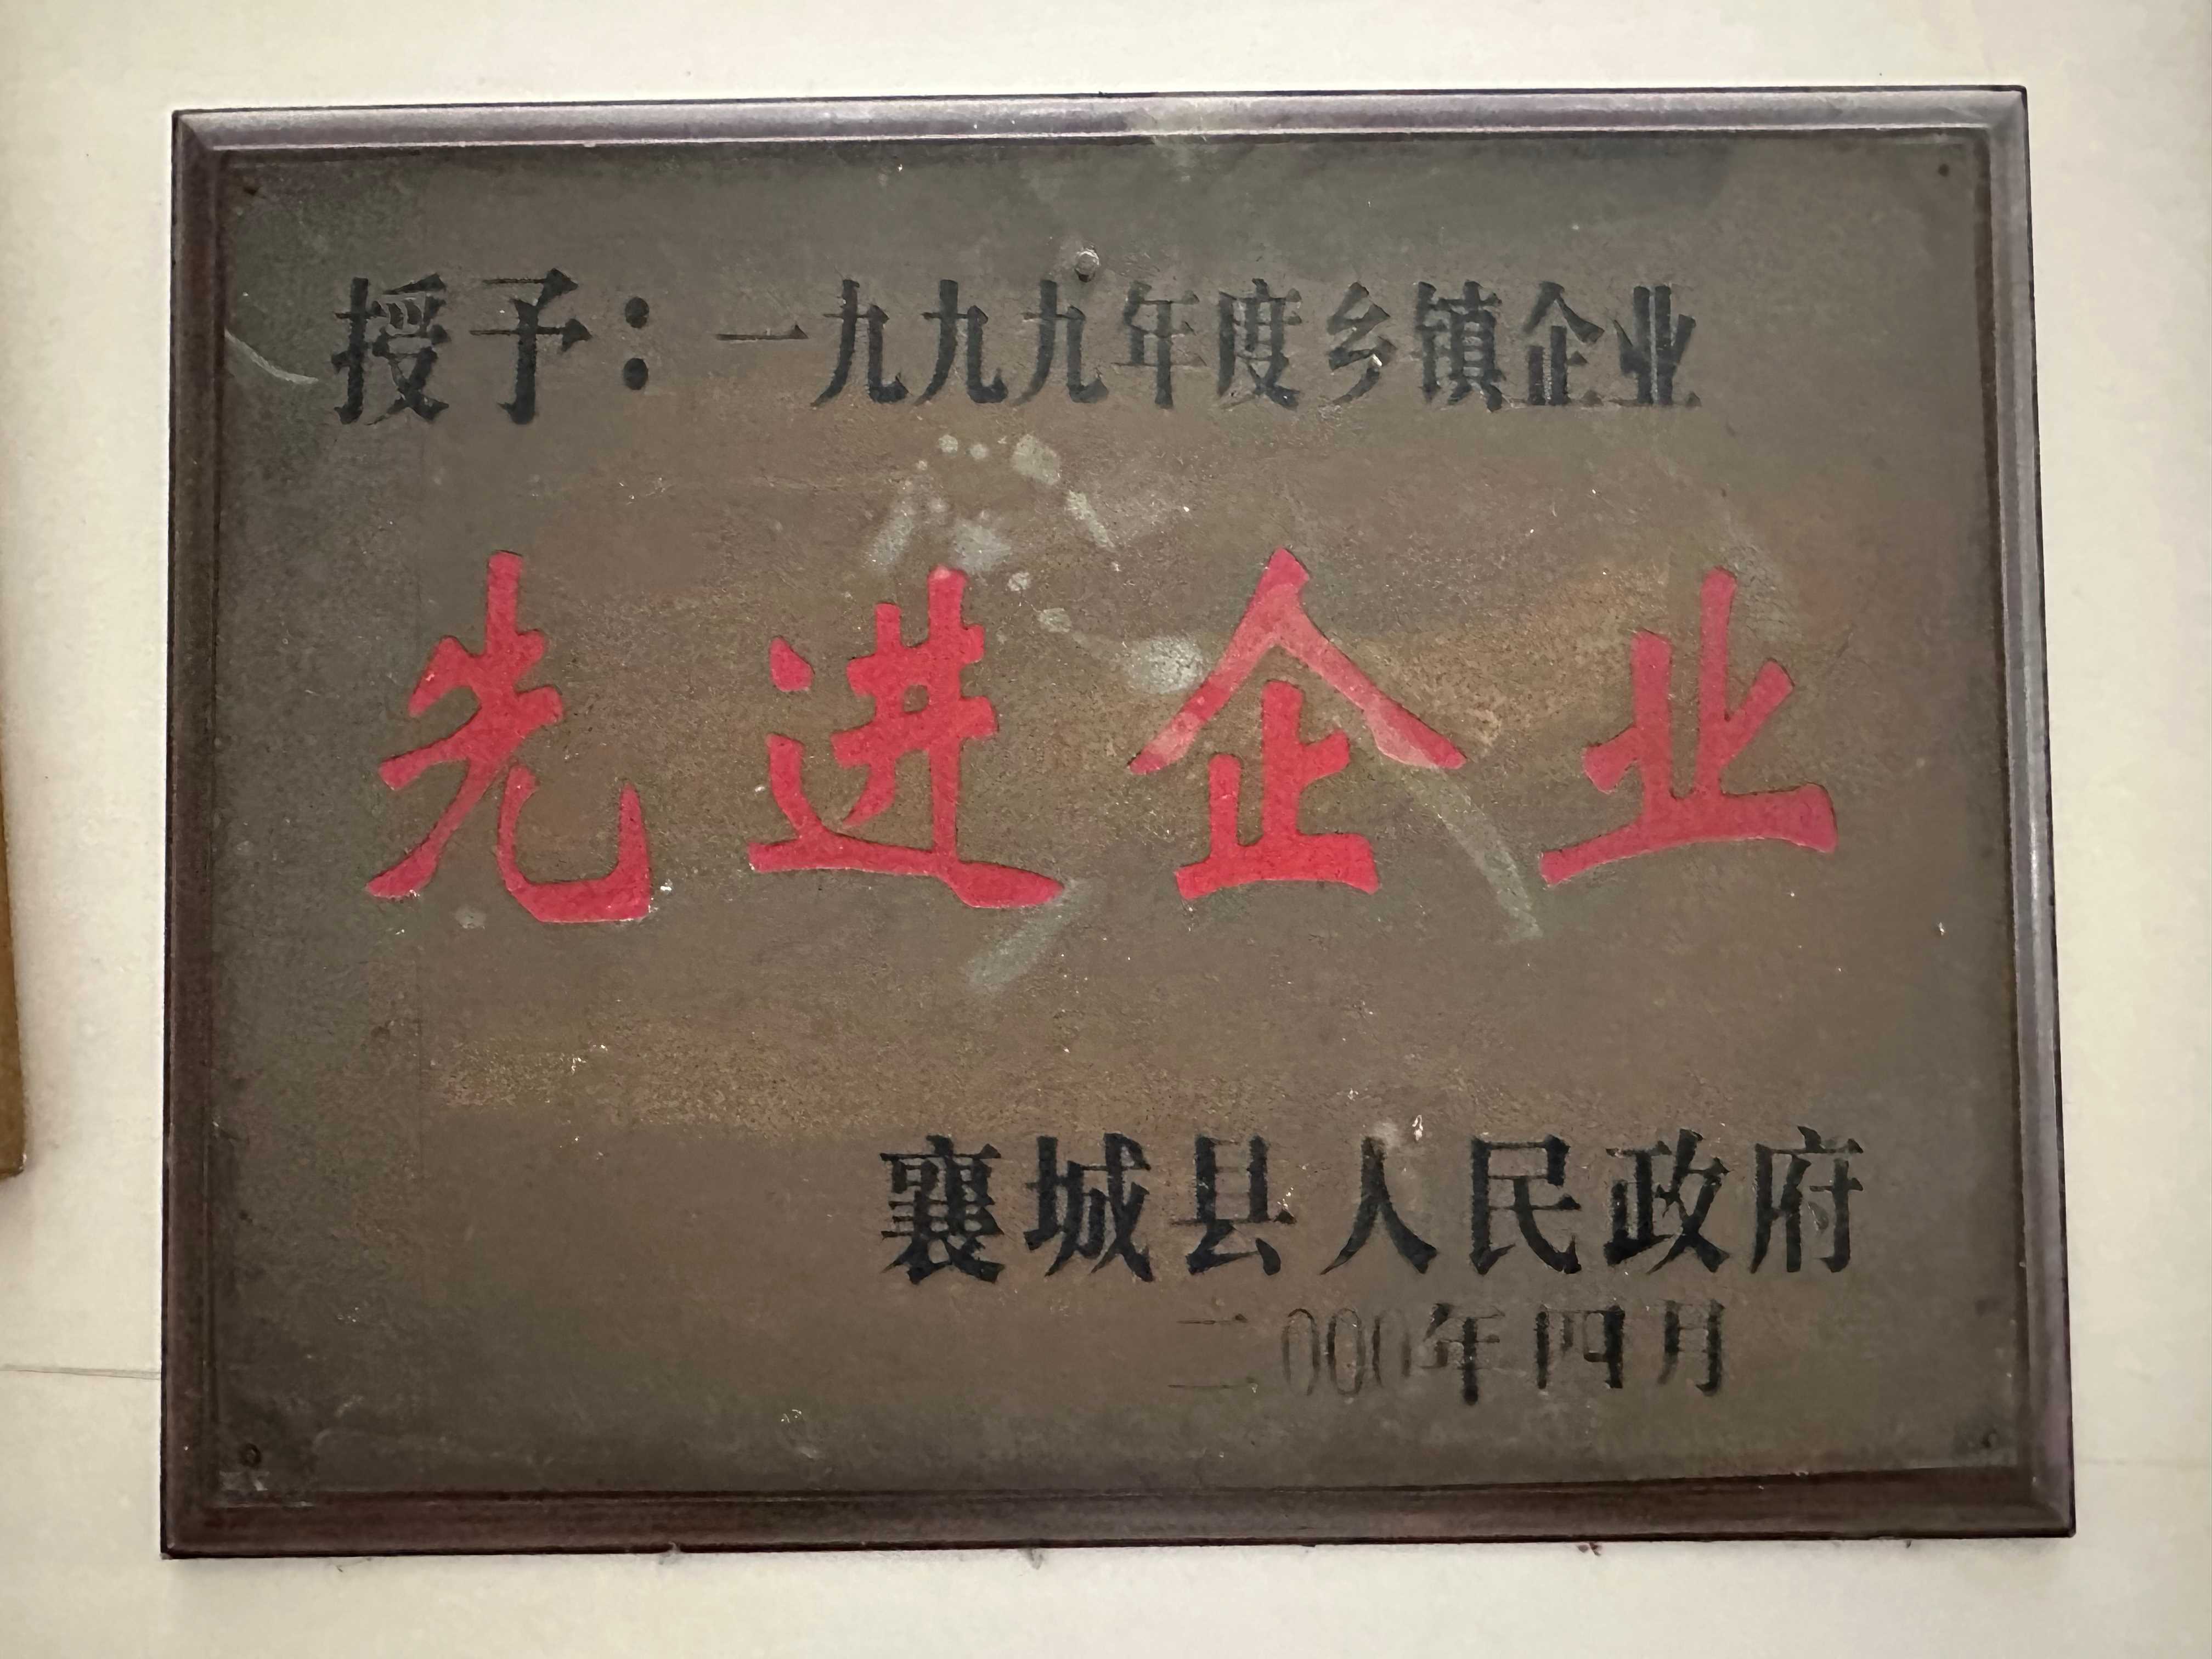 授予：一九九九年度乡镇企业
先进企业
襄城县人民政府
二000年四月